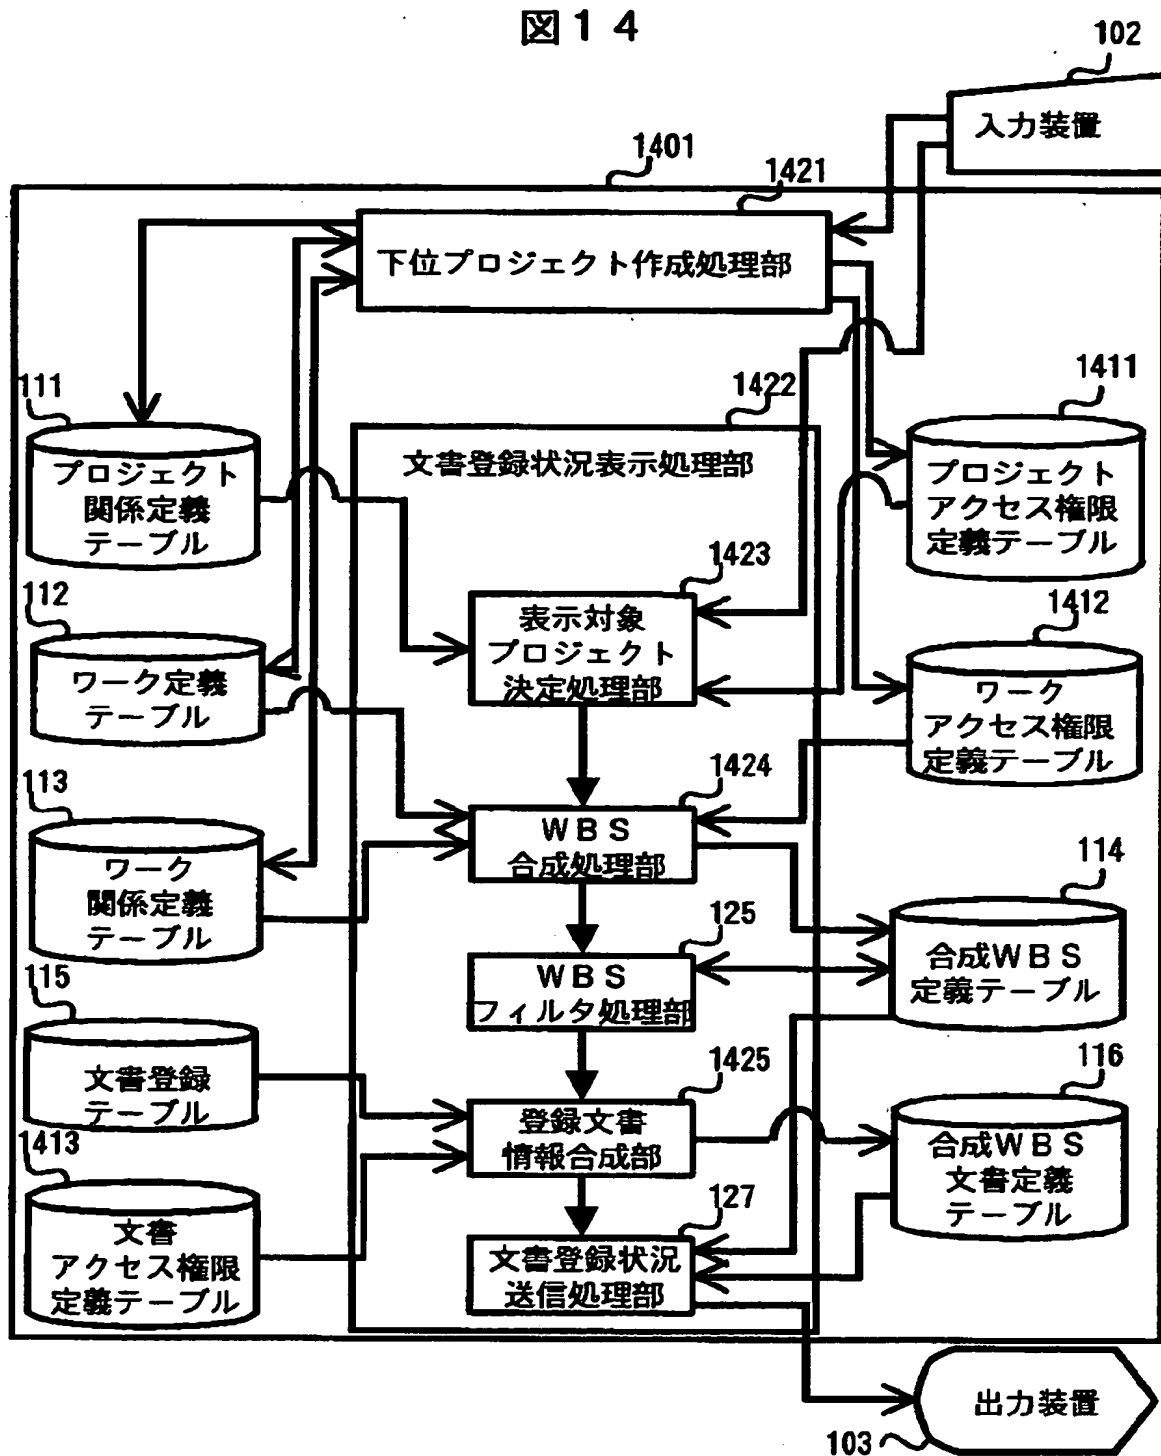 図14
102
入力装置
1401
1421
下位プロジェクト作成処理部
111
プロジェクト
関係定義
テーブル
1422
文書登録状況表示処理部
1411
プロジェクト
アクセス権限
定義テーブル
112
ワーク定義
テーブル
1423
表示対象
プロジェクト
決定処理部
1412
ワーク
アクセス権限
定義テーブル
113
ワーク
関係定義
テーブル
1424
WBS
合成処理部
114
合成WBS
定義テーブル
125
WBS
フィルタ処理部
115
文書登録
テーブル
1425
登録文書
情報合成部
116
合成WBS
文書定義
テーブル
1413
文書
アクセス権限
定義テーブル
127
文書登録状況
送信処理部
出力装置
103